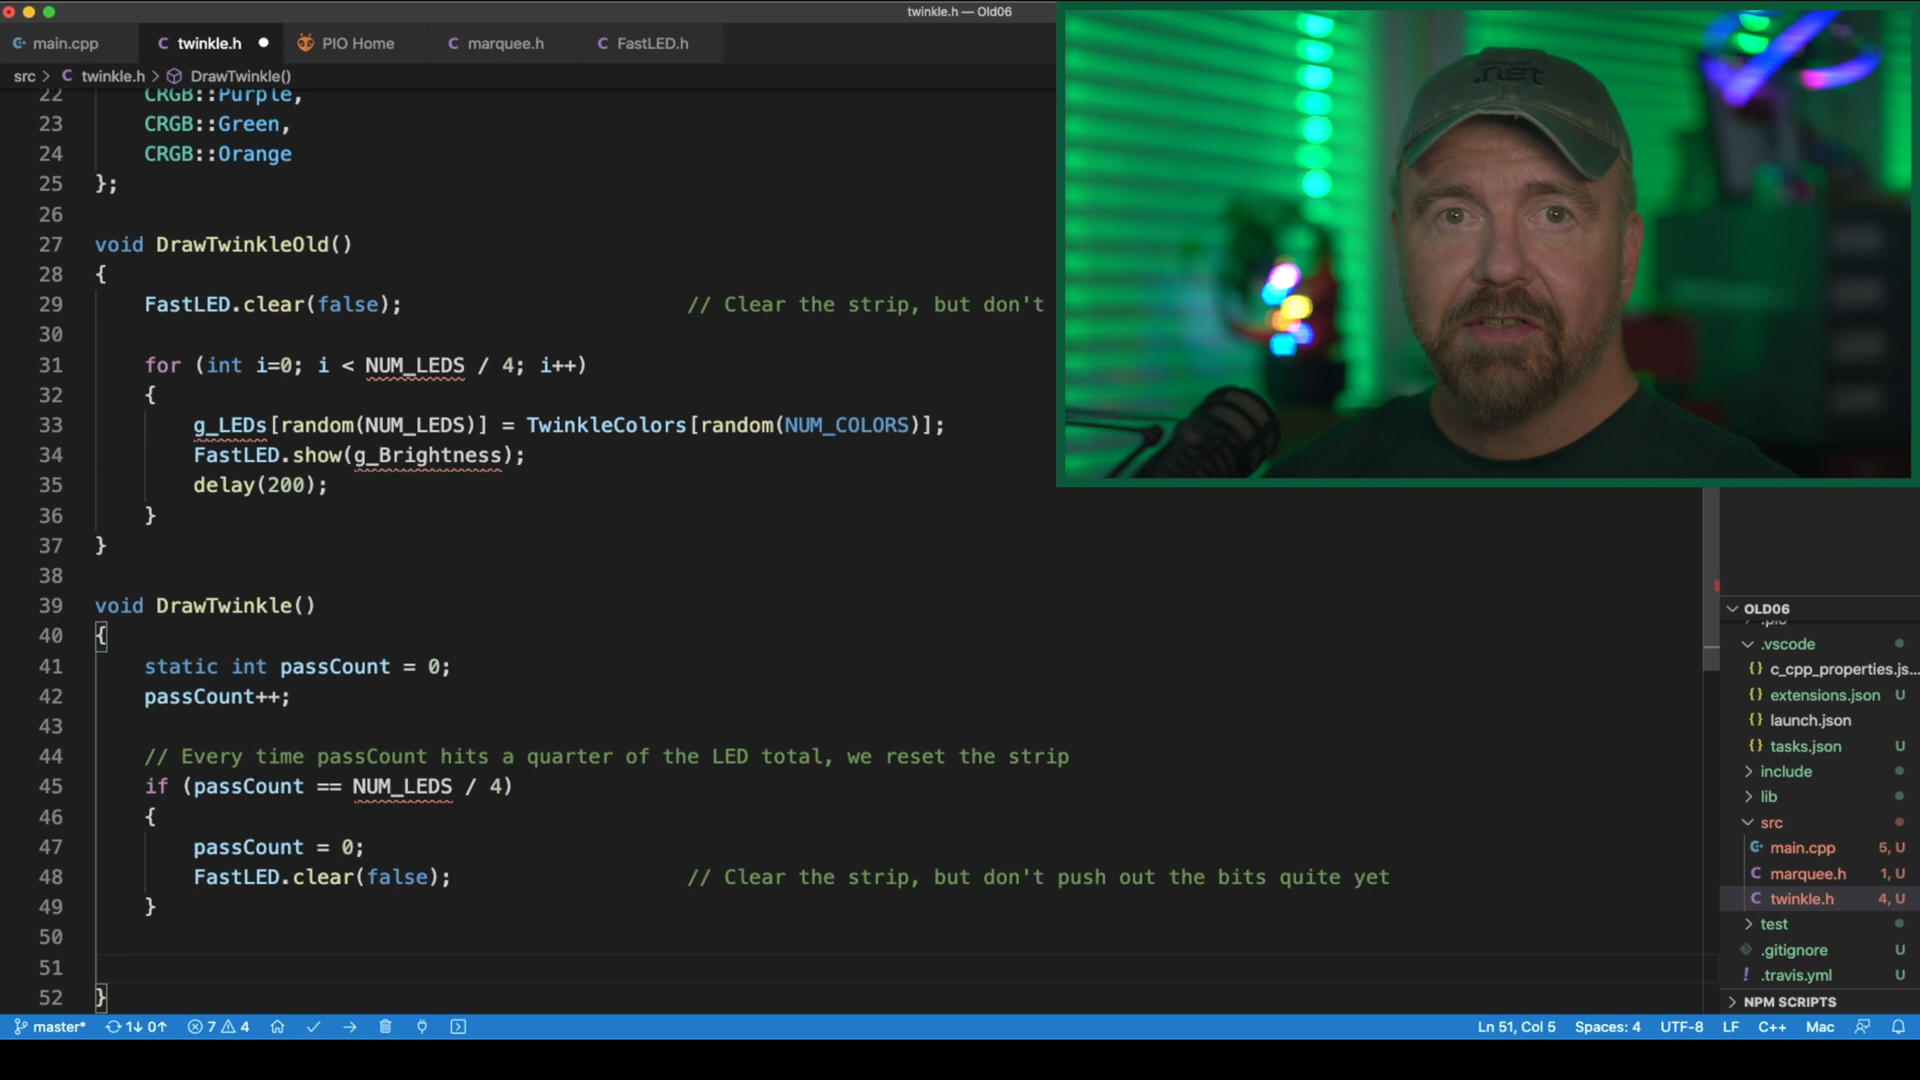 twinkle.h — Old06
main.cpp
twinkle.h
PIO Home
marquee.h
FastLED.h
src > C twinkle.h > DrawTwinkle()
22 CRGB::Purple,
23 CRGB::Green,
24 CRGB::Orange
25 };
26
27 void DrawTwinkleOld()
28 {
29 FastLED.clear(false); // Clear the strip, but don't
30
31 for (int i=0; i < NUM_LEDS / 4; i++)
32 {
33 g_LEDs[random(NUM_LEDS)] = TwinkleColors[random(NUM_COLORS)];
34 FastLED.show(g_Brightness);
35 delay(200);
36 }
37 }
38
39 void DrawTwinkle()
40 {
41 static int passCount = 0;
42 passCount++;
43
44 // Every time passCount hits a quarter of the LED total, we reset the strip
45 if (passCount == NUM_LEDS / 4)
46 {
47 passCount = 0;
48 FastLED.clear(false); // Clear the strip, but don't push out the bits quite yet
49 }
50
51
52 }
.net
OLD06
.pio
.vscode
{} c_cpp_properties.js...
{} extensions.json U
{} launch.json
{} tasks.json U
include
lib
src
main.cpp 5, U
C marquee.h 1, U
C twinkle.h 4, U
test
.gitignore U
! .travis.yml U
NPM SCRIPTS
master* 1↓ 0↑ 7 4
Ln 51, Col 5 Spaces: 4 UTF-8 LF C++ Mac